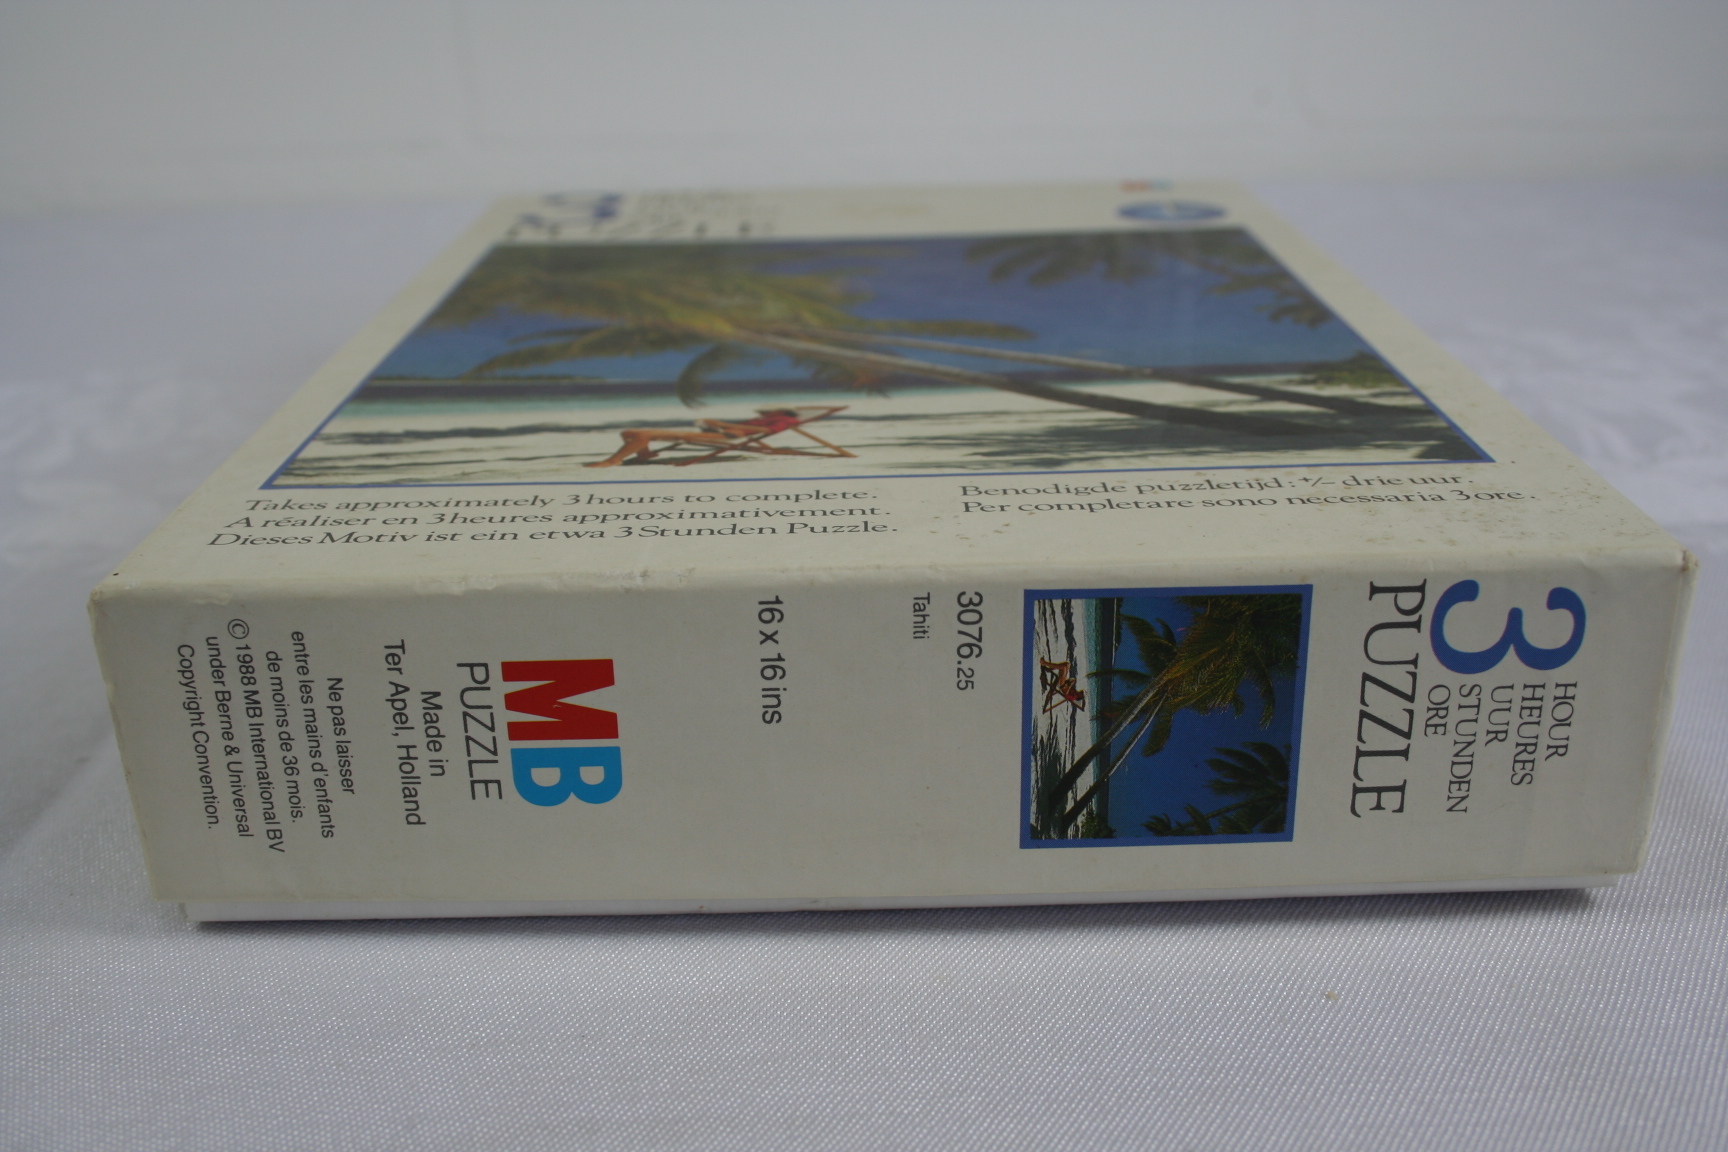 PUZZLE
Takes approximately 3 hours to complete.
A réaliser en 3 heures approximativement.
Dieses Motiv ist ein etwa 3 Stunden Puzzle.
Benodigde puzzletijd: +/- drie uur.
Per completare sono necessaria 3 ore.
3
HOUR
HEURES
UUR
STUNDEN
ORE
PUZZLE
3076.25
Tahiti
16 x 16 ins
MB
PUZZLE
Made in
Ter Apel, Holland
Ne pas laisser
entre les mains d'enfants
de moins de 36 mois.
© 1988 MB International BV
under Berne & Universal
Copyright Convention.